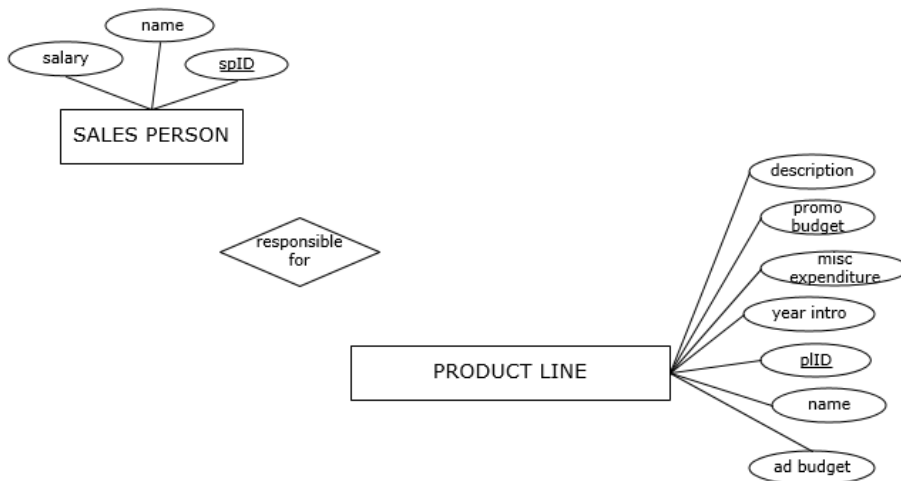 name
salary
spID
SALES PERSON
description
promo
budget
responsible
for
misc
expenditure
year intro
PRODUCT LINE
plID
name
ad budget